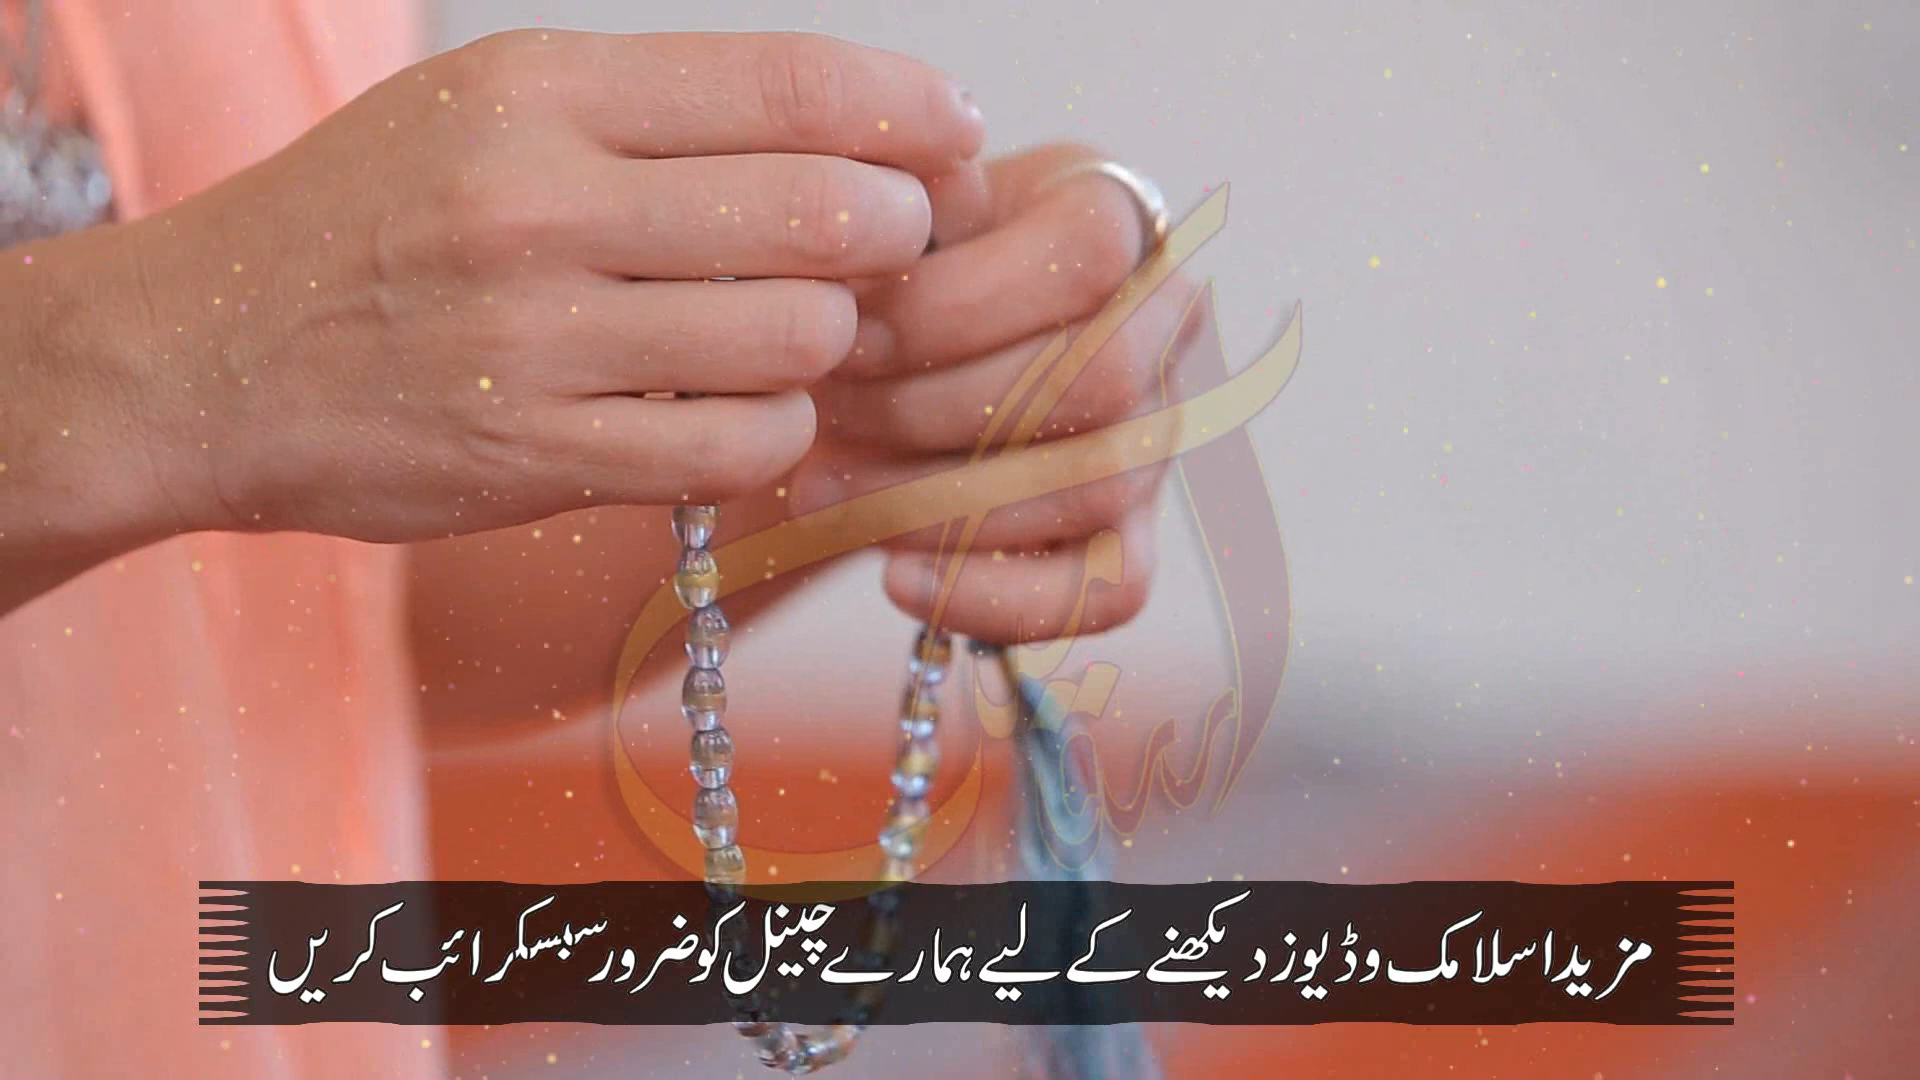 مزید اسلامک وڈیوز دیکھنے کے لیے ہمارے چینل کو ضرور سبسکرائب کریں